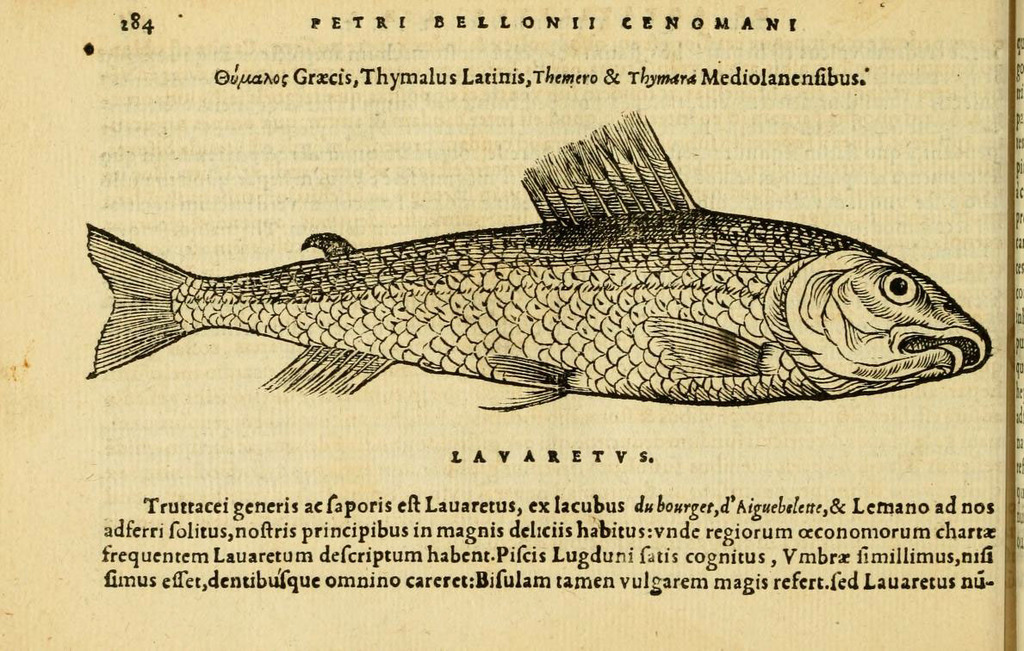 284 PETRI BELLONII CENOMANI
Θύμαλος Græcis, Thymalus Latinis, Themero & Thymara Mediolanenſibus.
LAVARETVS.
Truttacei generis ac ſaporis eſt Lauaretus, ex lacubus du bourget, d'Aiguebelette, & Lemano ad nos
adferri ſolitus, noſtris principibus in magnis deliciis habitus: vnde regiorum œconomorum chartæ
frequentem Lauaretum deſcriptum habent. Piſcis Lugduni ſatis cognitus, Vmbræ ſimillimus, niſi
ſimus eſſet, dentibúſque omnino careret: Biſulam tamen vulgarem magis refert. ſed Lauaretus nū-